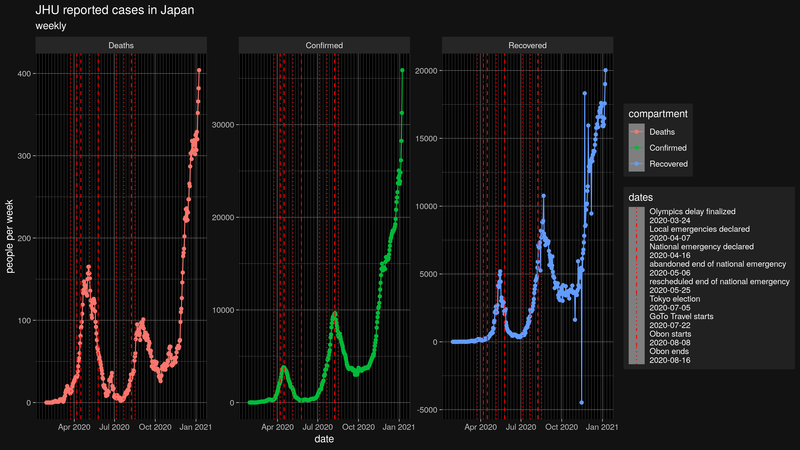 JHU reported cases in Japan
weekly
Deaths
Confirmed
Recovered
people per week
400
300
200
100
0
30000
20000
10000
0
20000
15000
10000
5000
0
-5000
Apr 2020 Jul 2020 Oct 2020 Jan 2021
Apr 2020 Jul 2020 Oct 2020 Jan 2021
Apr 2020 Jul 2020 Oct 2020 Jan 2021
date
compartment
Deaths
Confirmed
Recovered
dates
Olympics delay finalized
2020-03-24
Local emergencies declared
2020-04-07
National emergency declared
2020-04-16
abandoned end of national emergency
2020-05-06
rescheduled end of national emergency
2020-05-25
Tokyo election
2020-07-05
GoTo Travel starts
2020-07-22
Obon starts
2020-08-08
Obon ends
2020-08-16